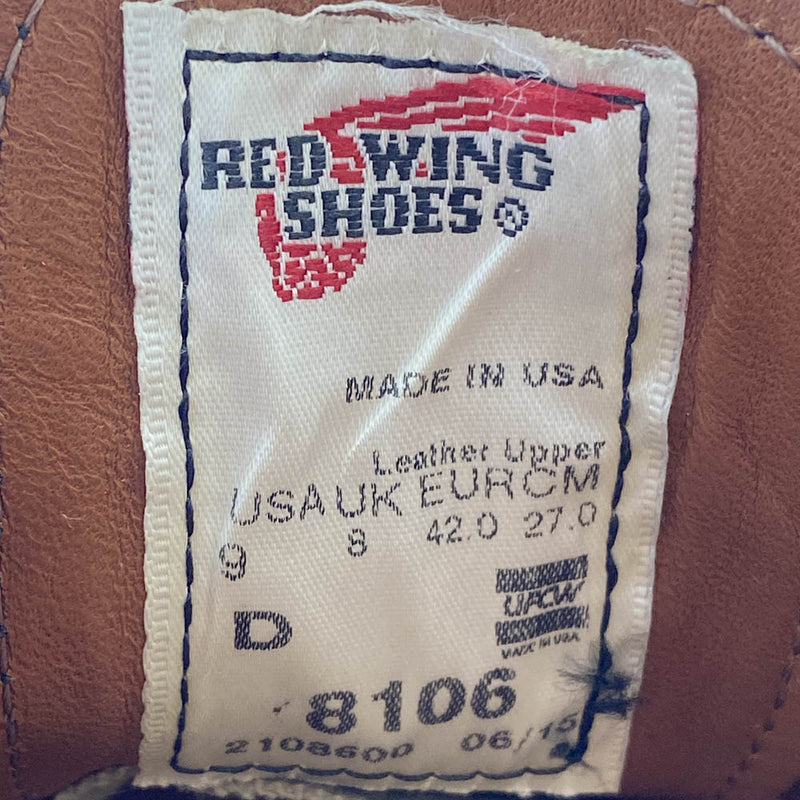 RED WING
SHOES®
MADE IN USA
Leather Upper
USA UK EUR CM
9 8 42.0 27.0
D
UFCW
MADE IN USA
8106
2108600 06/15